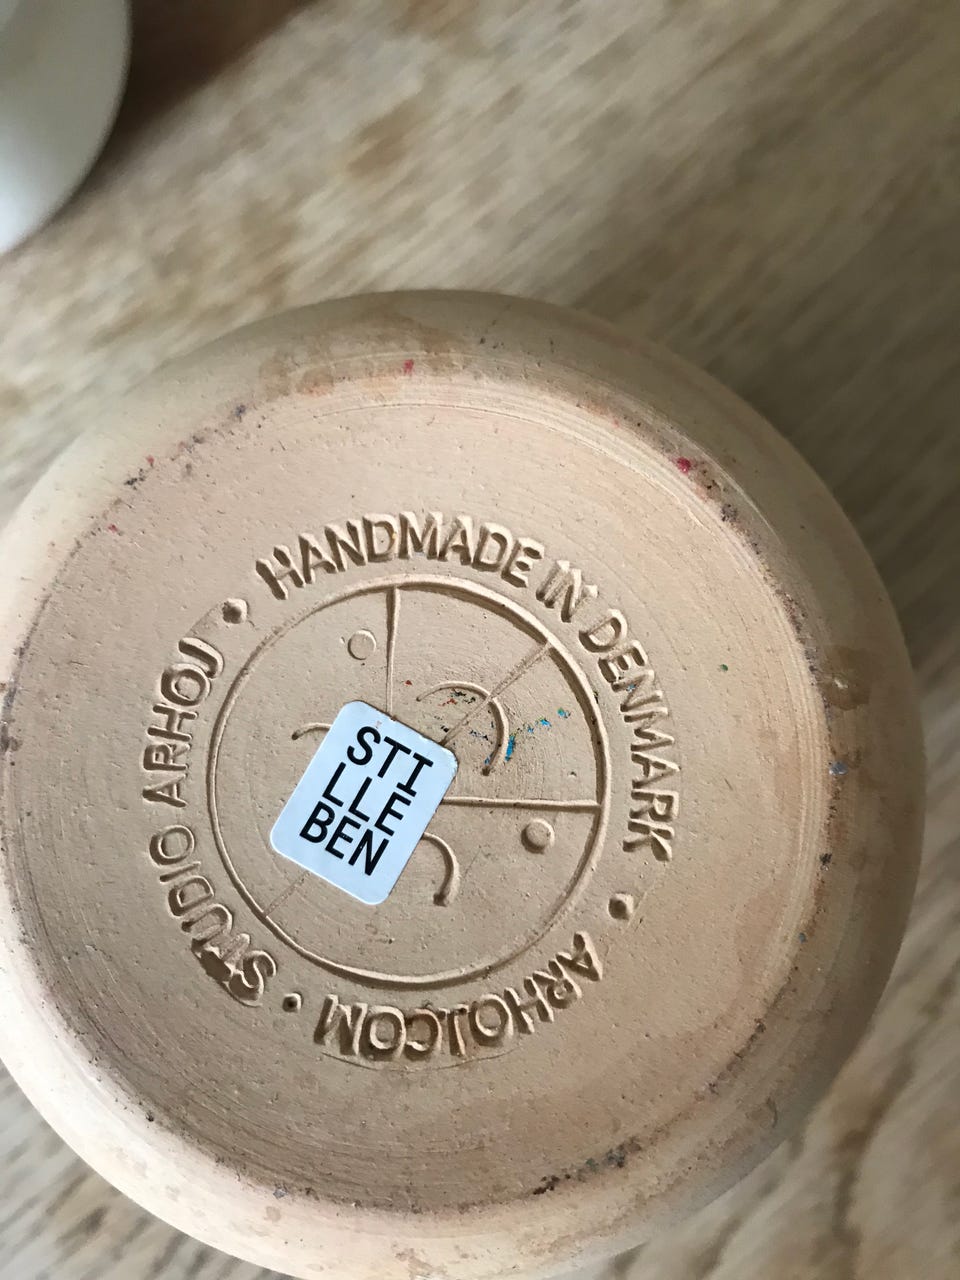 HANDMADE IN DENMARK • ARHOJ.COM • STUDIO ARHOJ •
STI
LLE
BEN